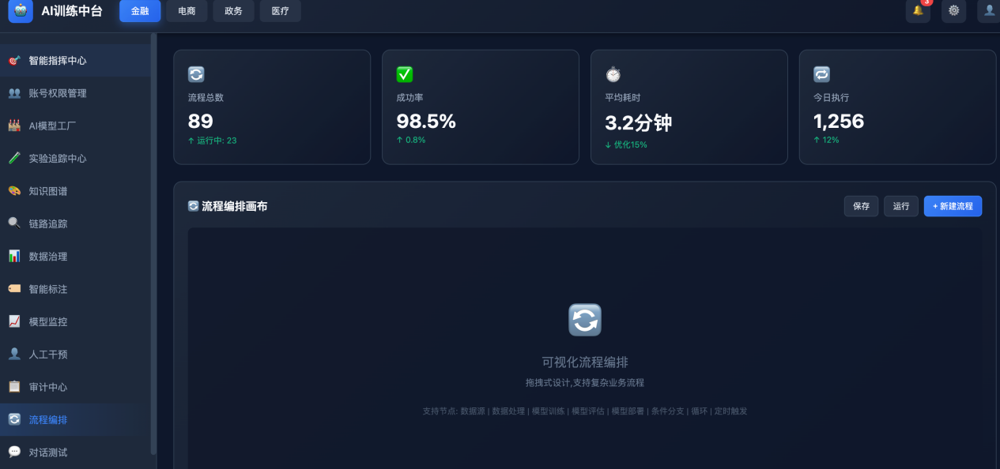 AI训练中台
金融
电商
政务
医疗
3
智能指挥中心
账号权限管理
AI模型工厂
实验追踪中心
知识图谱
链路追踪
数据治理
智能标注
模型监控
人工干预
审计中心
流程编排
对话测试
流程总数
89
↑ 运行中: 23
成功率
98.5%
↑ 0.8%
平均耗时
3.2分钟
↓ 优化15%
今日执行
1,256
↑ 12%
流程编排画布
保存
运行
+ 新建流程
可视化流程编排
拖拽式设计,支持复杂业务流程
支持节点: 数据源 | 数据处理 | 模型训练 | 模型评估 | 模型部署 | 条件分支 | 循环 | 定时触发